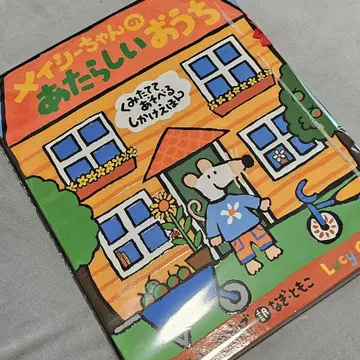 メイシーちゃんの
あたらしいおうち
くみたてて
あそべる
しかけえほん
Lucy
訳 なぎともこ